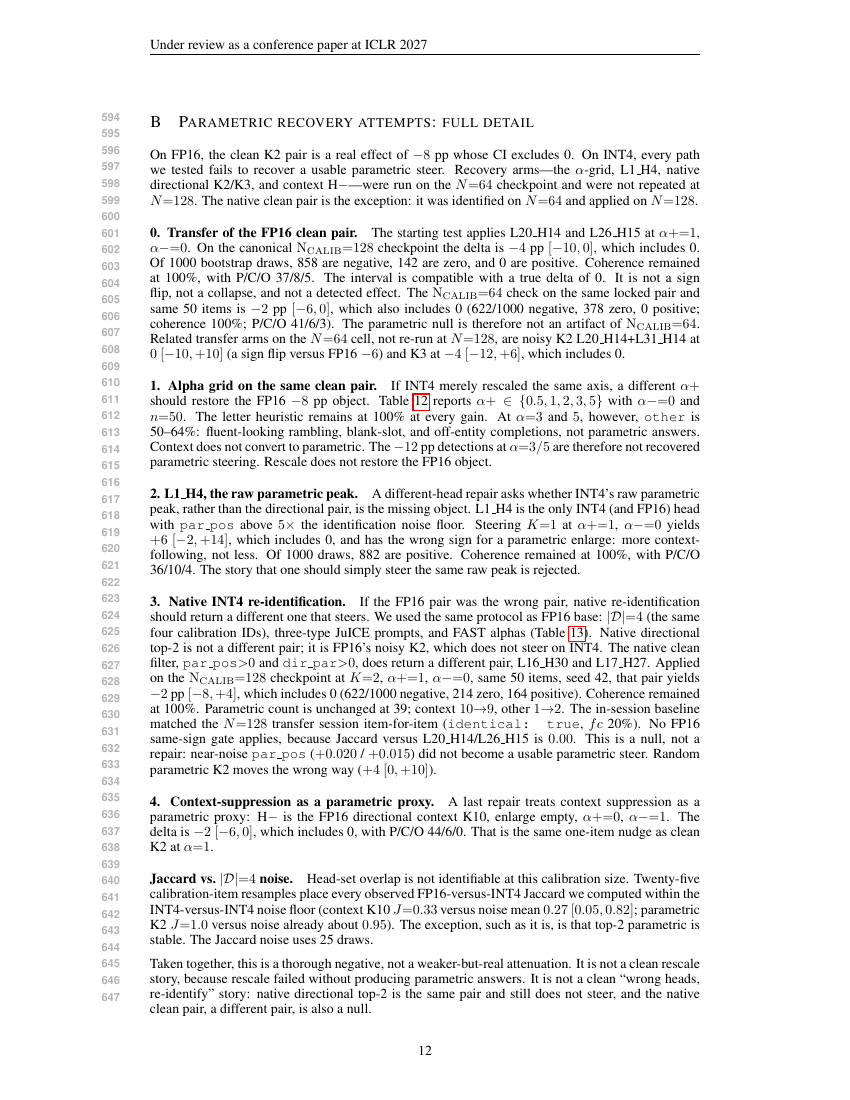 Under review as a conference paper at ICLR 2027
594
595
596
597
598
599
600
601
602
603
604
605
606
607
608
609
610
611
612
613
614
615
616
617
618
619
620
621
622
623
624
625
626
627
628
629
630
631
632
633
634
635
636
637
638
639
640
641
642
643
644
645
646
647
B PARAMETRIC RECOVERY ATTEMPTS: FULL DETAIL
On FP16, the clean K2 pair is a real effect of −8 pp whose CI excludes 0. On INT4, every path
we tested fails to recover a usable parametric steer. Recovery arms—the α-grid, L1_H4, native
directional K2/K3, and context H−—were run on the N=64 checkpoint and were not repeated at
N=128. The native clean pair is the exception: it was identified on N=64 and applied on N=128.
0. Transfer of the FP16 clean pair. The starting test applies L20_H14 and L26_H15 at α+=1,
α−=0. On the canonical NCALIB=128 checkpoint the delta is −4 pp [−10, 0], which includes 0.
Of 1000 bootstrap draws, 858 are negative, 142 are zero, and 0 are positive. Coherence remained
at 100%, with P/C/O 37/8/5. The interval is compatible with a true delta of 0. It is not a sign
flip, not a collapse, and not a detected effect. The NCALIB=64 check on the same locked pair and
same 50 items is −2 pp [−6, 0], which also includes 0 (622/1000 negative, 378 zero, 0 positive;
coherence 100%; P/C/O 41/6/3). The parametric null is therefore not an artifact of NCALIB=64.
Related transfer arms on the N=64 cell, not re-run at N=128, are noisy K2 L20_H14+L31_H14 at
0 [−10, +10] (a sign flip versus FP16 −6) and K3 at −4 [−12, +6], which includes 0.
1. Alpha grid on the same clean pair. If INT4 merely rescaled the same axis, a different α+
should restore the FP16 −8 pp object. Table 12 reports α+ ∈ {0.5, 1, 2, 3, 5} with α−=0 and
n=50. The letter heuristic remains at 100% at every gain. At α=3 and 5, however, other is
50–64%: fluent-looking rambling, blank-slot, and off-entity completions, not parametric answers.
Context does not convert to parametric. The −12 pp detections at α=3/5 are therefore not recovered
parametric steering. Rescale does not restore the FP16 object.
2. L1_H4, the raw parametric peak. A different-head repair asks whether INT4's raw parametric
peak, rather than the directional pair, is the missing object. L1_H4 is the only INT4 (and FP16) head
with par_pos above 5× the identification noise floor. Steering K=1 at α+=1, α−=0 yields
+6 [−2, +14], which includes 0, and has the wrong sign for a parametric enlarge: more context-
following, not less. Of 1000 draws, 882 are positive. Coherence remained at 100%, with P/C/O
36/10/4. The story that one should simply steer the same raw peak is rejected.
3. Native INT4 re-identification. If the FP16 pair was the wrong pair, native re-identification
should return a different one that steers. We used the same protocol as FP16 base: |D|=4 (the same
four calibration IDs), three-type JuICE prompts, and FAST alphas (Table 13). Native directional
top-2 is not a different pair; it is FP16's noisy K2, which does not steer on INT4. The native clean
filter, par_pos>0 and dir_par>0, does return a different pair, L16_H30 and L17_H27. Applied
on the NCALIB=128 checkpoint at K=2, α+=1, α−=0, same 50 items, seed 42, that pair yields
−2 pp [−8, +4], which includes 0 (622/1000 negative, 214 zero, 164 positive). Coherence remained
at 100%. Parametric count is unchanged at 39; context 10→9, other 1→2. The in-session baseline
matched the N=128 transfer session item-for-item (identical: true, fc 20%). No FP16
same-sign gate applies, because Jaccard versus L20_H14/L26_H15 is 0.00. This is a null, not a
repair: near-noise par_pos (+0.020 / +0.015) did not become a usable parametric steer. Random
parametric K2 moves the wrong way (+4 [0, +10]).
4. Context-suppression as a parametric proxy. A last repair treats context suppression as a
parametric proxy: H− is the FP16 directional context K10, enlarge empty, α+=0, α−=1. The
delta is −2 [−6, 0], which includes 0, with P/C/O 44/6/0. That is the same one-item nudge as clean
K2 at α=1.
Jaccard vs. |D|=4 noise. Head-set overlap is not identifiable at this calibration size. Twenty-five
calibration-item resamples place every observed FP16-versus-INT4 Jaccard we computed within the
INT4-versus-INT4 noise floor (context K10 J=0.33 versus noise mean 0.27 [0.05, 0.82]; parametric
K2 J=1.0 versus noise already about 0.95). The exception, such as it is, is that top-2 parametric is
stable. The Jaccard noise uses 25 draws.
Taken together, this is a thorough negative, not a weaker-but-real attenuation. It is not a clean rescale
story, because rescale failed without producing parametric answers. It is not a clean “wrong heads,
re-identify” story: native directional top-2 is the same pair and still does not steer, and the native
clean pair, a different pair, is also a null.
12